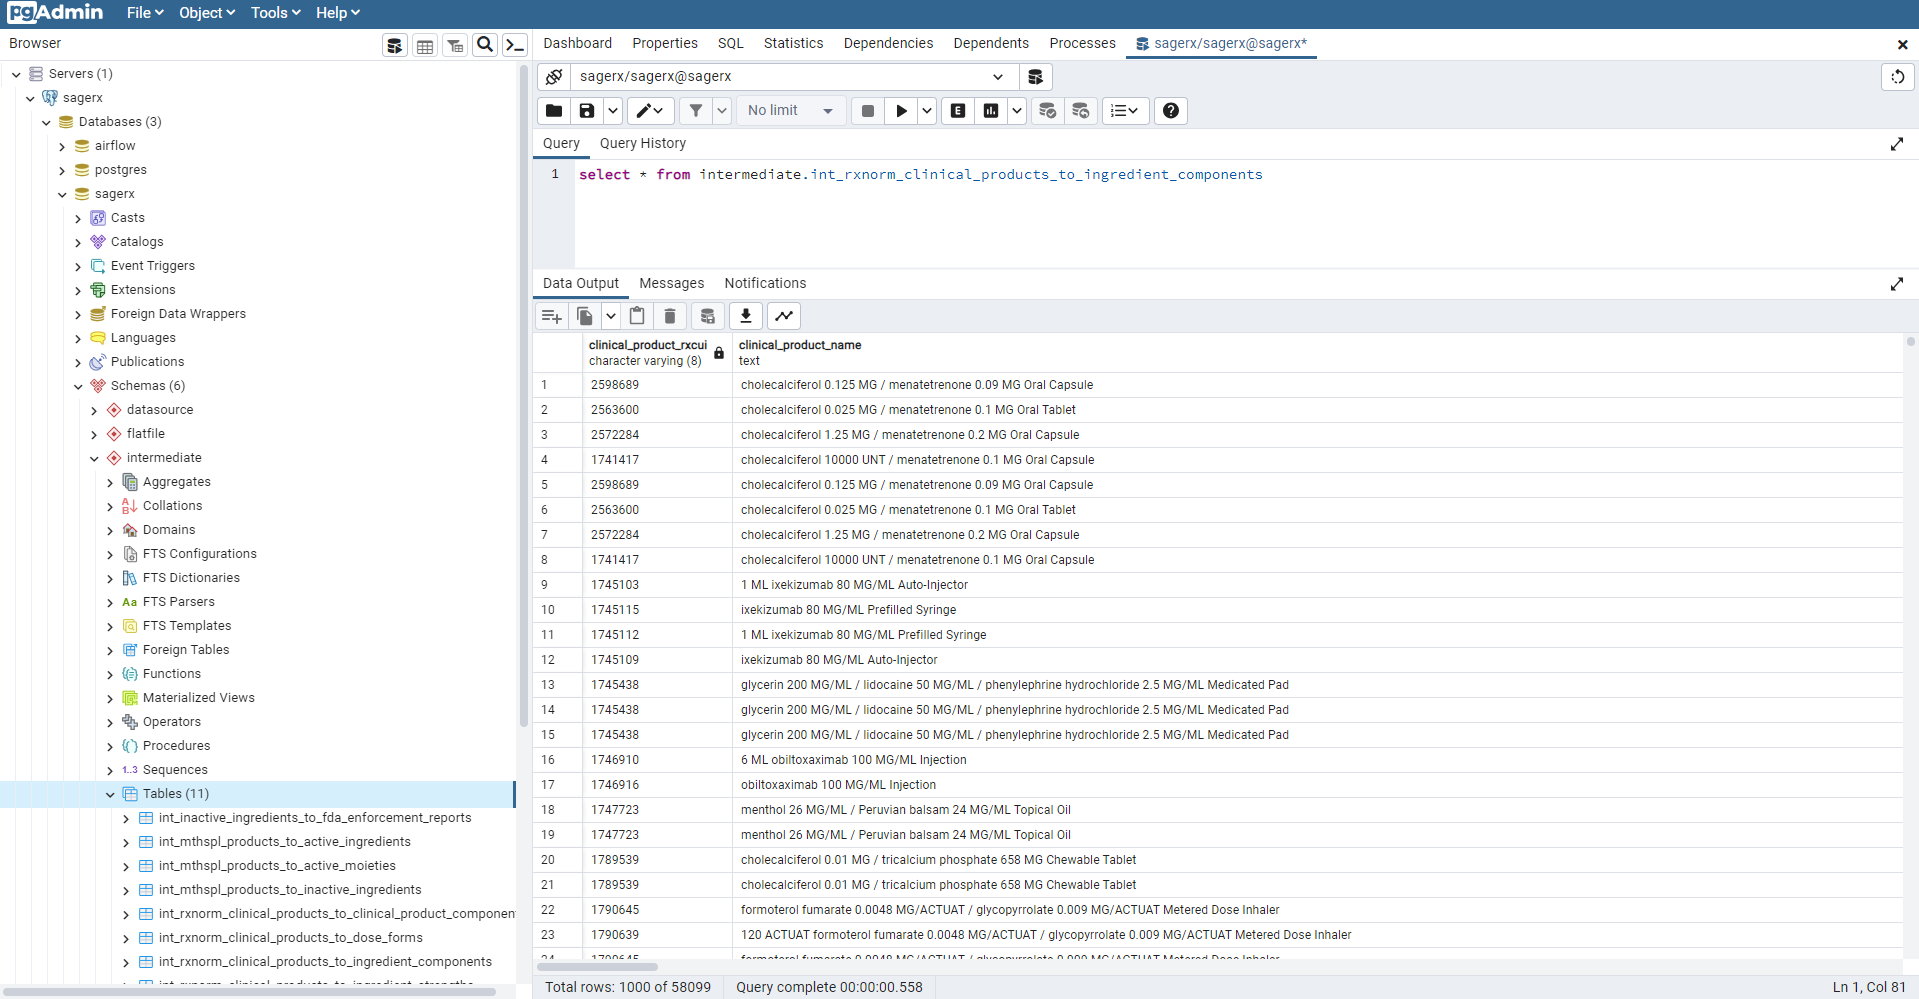 pgAdmin File Object Tools Help
Browser
Dashboard Properties SQL Statistics Dependencies Dependents Processes sagerx/sagerx@sagerx*
Servers (1)
sagerx
Databases (3)
airflow
postgres
sagerx
Casts
Catalogs
Event Triggers
Extensions
Foreign Data Wrappers
Languages
Publications
Schemas (6)
datasource
flatfile
intermediate
Aggregates
Collations
Domains
FTS Configurations
FTS Dictionaries
Aa FTS Parsers
FTS Templates
Foreign Tables
Functions
Materialized Views
Operators
Procedures
1..3 Sequences
Tables (11)
int_inactive_ingredients_to_fda_enforcement_reports
int_mthspl_products_to_active_ingredients
int_mthspl_products_to_active_moieties
int_mthspl_products_to_inactive_ingredients
int_rxnorm_clinical_products_to_clinical_product_componen
int_rxnorm_clinical_products_to_dose_forms
int_rxnorm_clinical_products_to_ingredient_components
int_rxnorm_clinical_products_to_ingredient_strengths
sagerx/sagerx@sagerx
No limit E
Query Query History
1 select * from intermediate.int_rxnorm_clinical_products_to_ingredient_components
Data Output Messages Notifications
clinical_product_rxcui clinical_product_name
character varying (8) text
1 2598689 cholecalciferol 0.125 MG / menatetrenone 0.09 MG Oral Capsule
2 2563600 cholecalciferol 0.025 MG / menatetrenone 0.1 MG Oral Tablet
3 2572284 cholecalciferol 1.25 MG / menatetrenone 0.2 MG Oral Capsule
4 1741417 cholecalciferol 10000 UNT / menatetrenone 0.1 MG Oral Capsule
5 2598689 cholecalciferol 0.125 MG / menatetrenone 0.09 MG Oral Capsule
6 2563600 cholecalciferol 0.025 MG / menatetrenone 0.1 MG Oral Tablet
7 2572284 cholecalciferol 1.25 MG / menatetrenone 0.2 MG Oral Capsule
8 1741417 cholecalciferol 10000 UNT / menatetrenone 0.1 MG Oral Capsule
9 1745103 1 ML ixekizumab 80 MG/ML Auto-Injector
10 1745115 ixekizumab 80 MG/ML Prefilled Syringe
11 1745112 1 ML ixekizumab 80 MG/ML Prefilled Syringe
12 1745109 ixekizumab 80 MG/ML Auto-Injector
13 1745438 glycerin 200 MG/ML / lidocaine 50 MG/ML / phenylephrine hydrochloride 2.5 MG/ML Medicated Pad
14 1745438 glycerin 200 MG/ML / lidocaine 50 MG/ML / phenylephrine hydrochloride 2.5 MG/ML Medicated Pad
15 1745438 glycerin 200 MG/ML / lidocaine 50 MG/ML / phenylephrine hydrochloride 2.5 MG/ML Medicated Pad
16 1746910 6 ML obiltoxaximab 100 MG/ML Injection
17 1746916 obiltoxaximab 100 MG/ML Injection
18 1747723 menthol 26 MG/ML / Peruvian balsam 24 MG/ML Topical Oil
19 1747723 menthol 26 MG/ML / Peruvian balsam 24 MG/ML Topical Oil
20 1789539 cholecalciferol 0.01 MG / tricalcium phosphate 658 MG Chewable Tablet
21 1789539 cholecalciferol 0.01 MG / tricalcium phosphate 658 MG Chewable Tablet
22 1790645 formoterol fumarate 0.0048 MG/ACTUAT / glycopyrrolate 0.009 MG/ACTUAT Metered Dose Inhaler
23 1790639 120 ACTUAT formoterol fumarate 0.0048 MG/ACTUAT / glycopyrrolate 0.009 MG/ACTUAT Metered Dose Inhaler
24 1790645 formoterol fumarate 0.0048 MG/ACTUAT / glycopyrrolate 0.009 MG/ACTUAT Metered Dose Inhaler
Total rows: 1000 of 58099 Query complete 00:00:00.558 Ln 1, Col 81